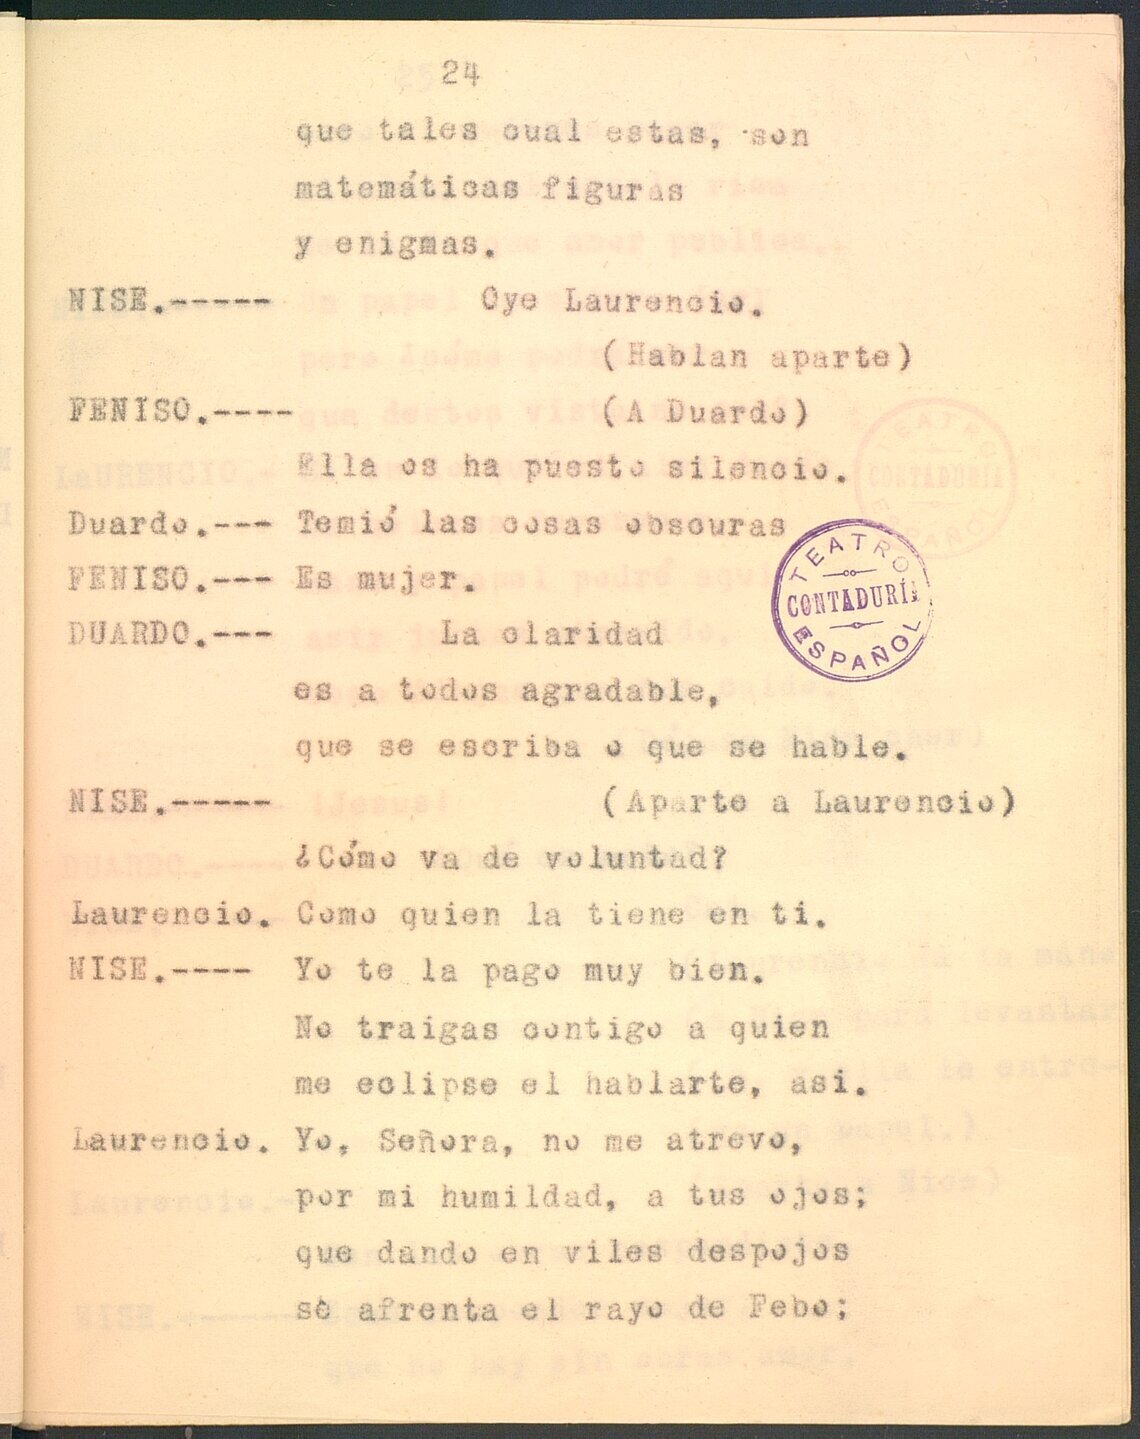 24
que tales cual estas, son
matemáticas figuras
y enigmas.
NISE.----- Oye Laurencio.
(Hablan aparte)
FENISO.---- (A Duardo)
Ella os ha puesto silencio.
Duardo.--- Temió las cosas obscuras
FENISO.--- Es mujer.
DUARDO.--- La claridad
es a todos agradable,
que se escriba o que se hable.
NISE.----- (Aparte a Laurencio)
¿Cómo va de voluntad?
Laurencio. Como quien la tiene en ti.
NISE.---- Yo te la pago muy bien.
No traigas contigo a quien
me eclipse el hablarte, asi.
Laurencio. Yo, Señora, no me atrevo,
por mi humildad, a tus ojos;
que dando en viles despojos
se afrenta el rayo de Febo;
TEATRO
CONTADURÍA
ESPAÑOL